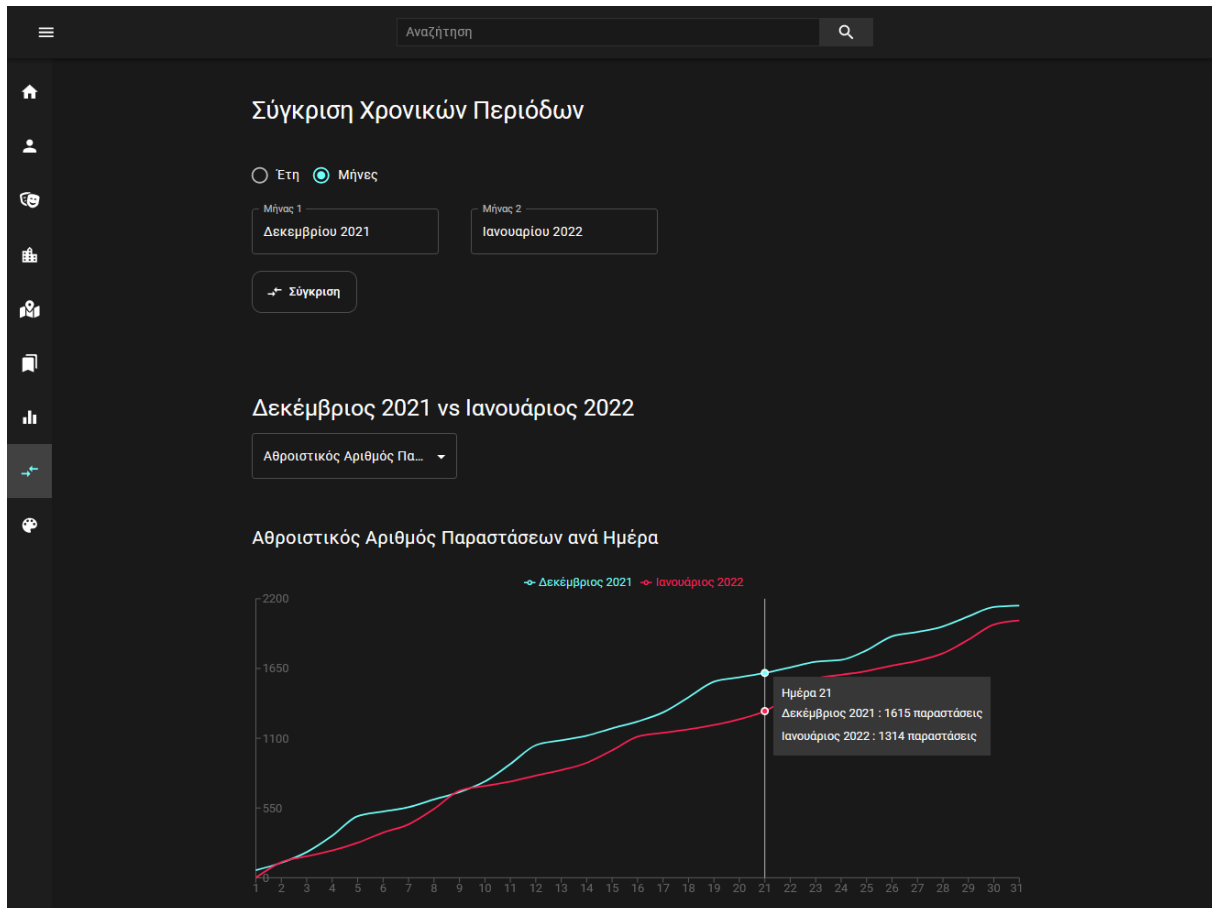 Αναζήτηση
Σύγκριση Χρονικών Περιόδων
Έτη Μήνες
Μήνας 1 Μήνας 2
Δεκεμβρίου 2021 Ιανουαρίου 2022
Σύγκριση
Δεκέμβριος 2021 vs Ιανουάριος 2022
Αθροιστικός Αριθμός Πα...
Αθροιστικός Αριθμός Παραστάσεων ανά Ημέρα
Δεκέμβριος 2021 Ιανουάριος 2022
2200
1650
Ημέρα 21
Δεκέμβριος 2021 : 1615 παραστάσεις
Ιανουάριος 2022 : 1314 παραστάσεις
1100
550
0
1 2 3 4 5 6 7 8 9 10 11 12 13 14 15 16 17 18 19 20 21 22 23 24 25 26 27 28 29 30 31